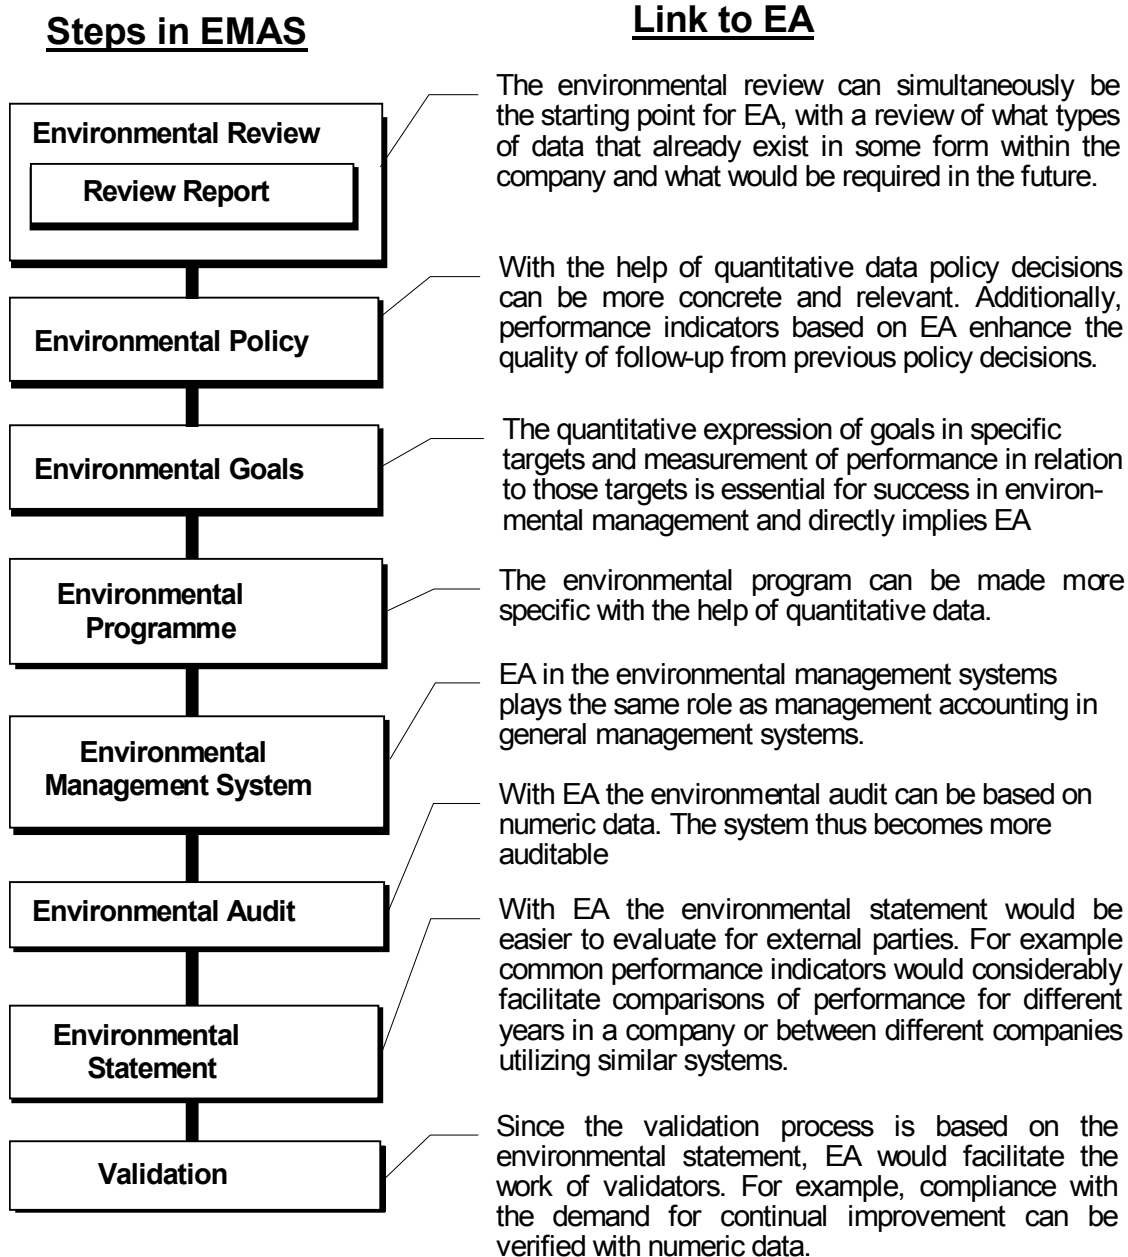 Steps in EMAS
Link to EA
Environmental Review
Review Report
The environmental review can simultaneously be
the starting point for EA, with a review of what types
of data that already exist in some form within the
company and what would be required in the future.
Environmental Policy
With the help of quantitative data policy decisions
can be more concrete and relevant. Additionally,
performance indicators based on EA enhance the
quality of follow-up from previous policy decisions.
Environmental Goals
The quantitative expression of goals in specific
targets and measurement of performance in relation
to those targets is essential for success in environ-
mental management and directly implies EA
Environmental
Programme
The environmental program can be made more
specific with the help of quantitative data.
Environmental
Management System
EA in the environmental management systems
plays the same role as management accounting in
general management systems.
Environmental Audit
With EA the environmental audit can be based on
numeric data. The system thus becomes more
auditable
Environmental
Statement
With EA the environmental statement would be
easier to evaluate for external parties. For example
common performance indicators would considerably
facilitate comparisons of performance for different
years in a company or between different companies
utilizing similar systems.
Validation
Since the validation process is based on the
environmental statement, EA would facilitate the
work of validators. For example, compliance with
the demand for continual improvement can be
verified with numeric data.